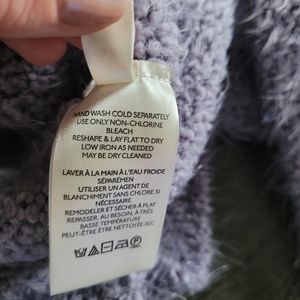 HAND WASH COLD SEPARATELY
USE ONLY NON-CHLORINE
BLEACH
RESHAPE & LAY FLAT TO DRY
LOW IRON AS NEEDED
MAY BE DRY CLEANED
LAVER À LA MAIN À L'EAU FROIDE
SÉPARÉMEN
UTILISER UN AGENT DE
BLANCHIMENT SANS CHLORE SI
NÉCESSAIRE
REMODELER ET SÉCHER À PLAT
REPASSER, AU BESOIN, À TRÈS
BASSE TEMPÉRATURE
PEUT-ÊTRE ÊTRE NETTOYÉ SEC